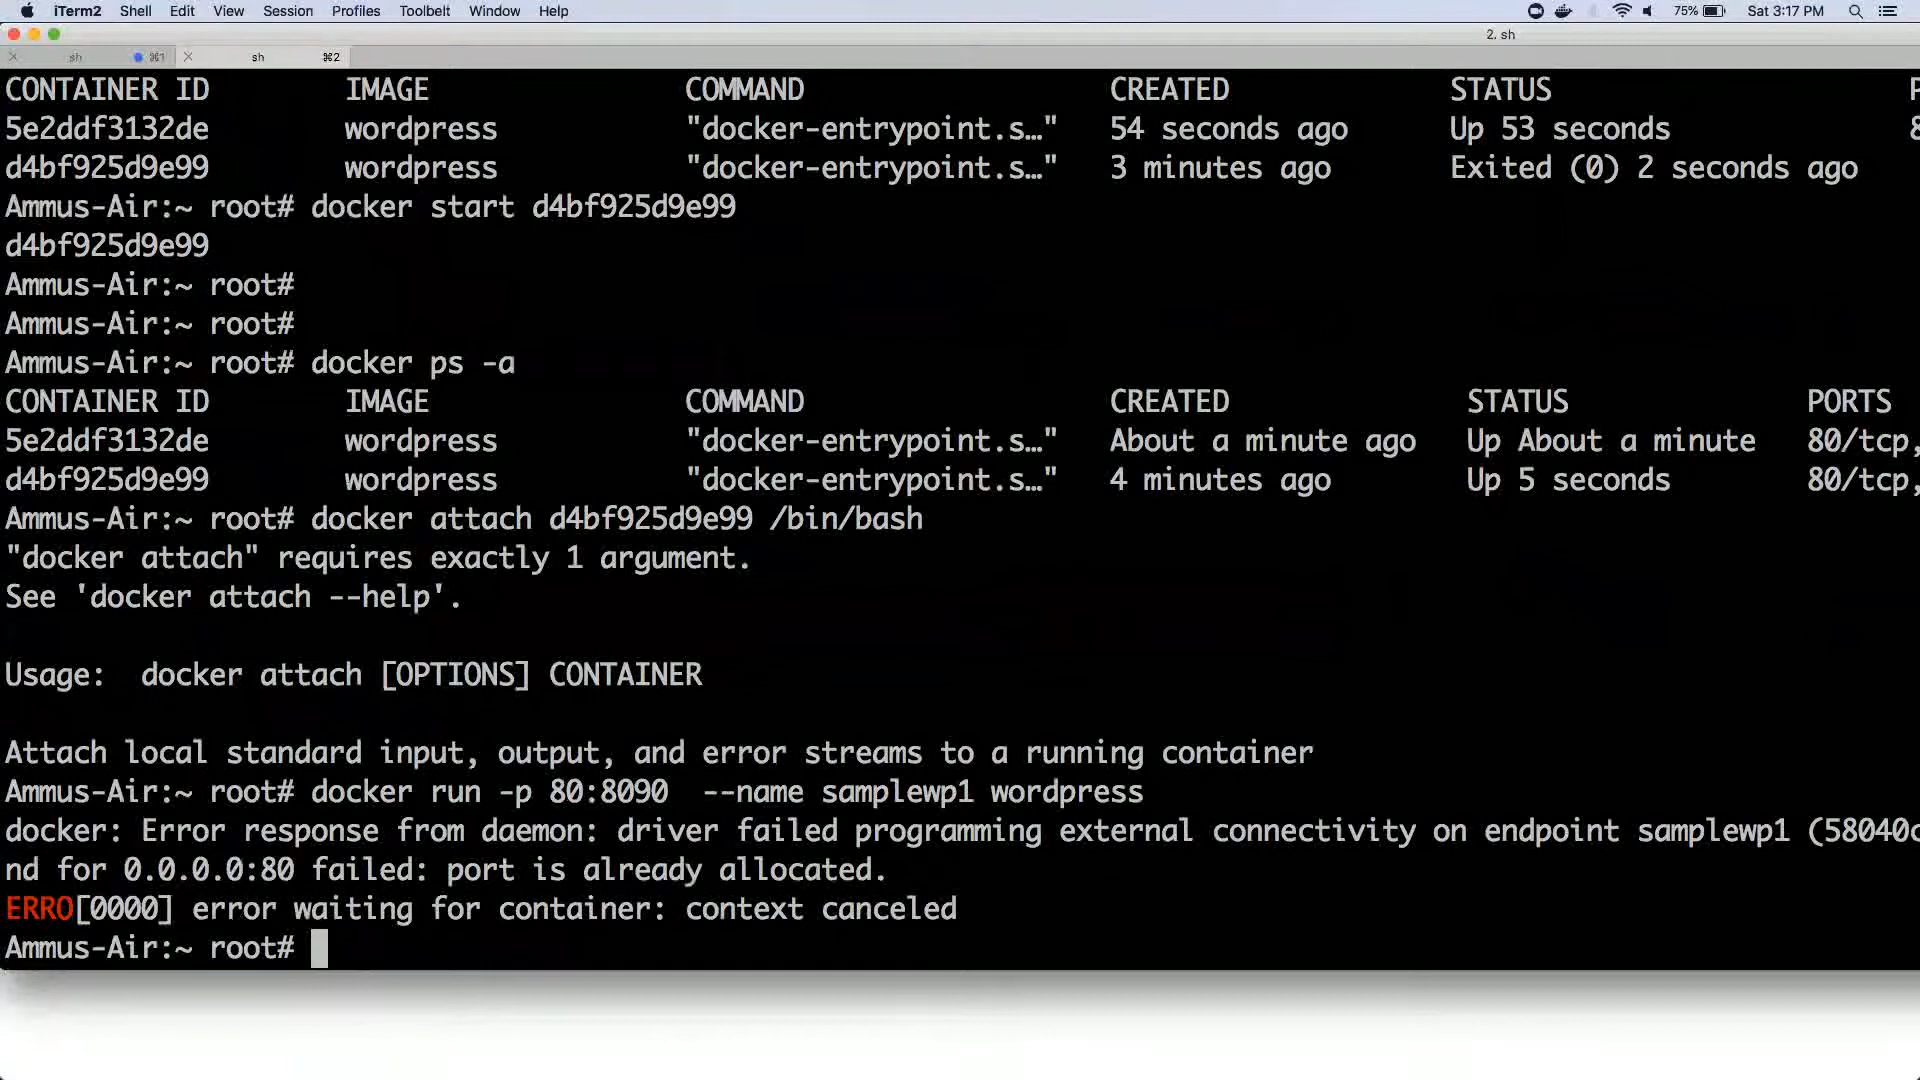 iTerm2 Shell Edit View Session Profiles Toolbelt Window Help 75% Sat 3:17 PM
2. sh
sh ⌘1 sh ⌘2
CONTAINER ID IMAGE COMMAND CREATED STATUS P
5e2ddf3132de wordpress "docker-entrypoint.s…" 54 seconds ago Up 53 seconds 8
d4bf925d9e99 wordpress "docker-entrypoint.s…" 3 minutes ago Exited (0) 2 seconds ago
Ammus-Air:~ root# docker start d4bf925d9e99
d4bf925d9e99
Ammus-Air:~ root#
Ammus-Air:~ root#
Ammus-Air:~ root# docker ps -a
CONTAINER ID IMAGE COMMAND CREATED STATUS PORTS
5e2ddf3132de wordpress "docker-entrypoint.s…" About a minute ago Up About a minute 80/tcp,
d4bf925d9e99 wordpress "docker-entrypoint.s…" 4 minutes ago Up 5 seconds 80/tcp,
Ammus-Air:~ root# docker attach d4bf925d9e99 /bin/bash
"docker attach" requires exactly 1 argument.
See 'docker attach --help'.
Usage:  docker attach [OPTIONS] CONTAINER
Attach local standard input, output, and error streams to a running container
Ammus-Air:~ root# docker run -p 80:8090  --name samplewp1 wordpress
docker: Error response from daemon: driver failed programming external connectivity on endpoint samplewp1 (58040c
nd for 0.0.0.0:80 failed: port is already allocated.
ERRO[0000] error waiting for container: context canceled
Ammus-Air:~ root#